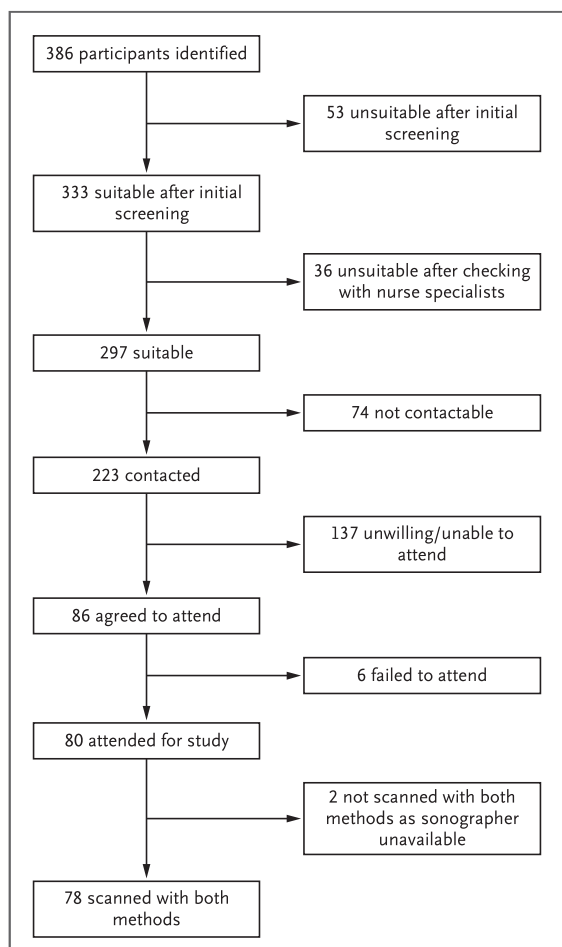 386 participants identified
53 unsuitable after initial
screening
333 suitable after initial
screening
36 unsuitable after checking
with nurse specialists
297 suitable
74 not contactable
223 contacted
137 unwilling/unable to
attend
86 agreed to attend
6 failed to attend
80 attended for study
2 not scanned with both
methods as sonographer
unavailable
78 scanned with both
methods